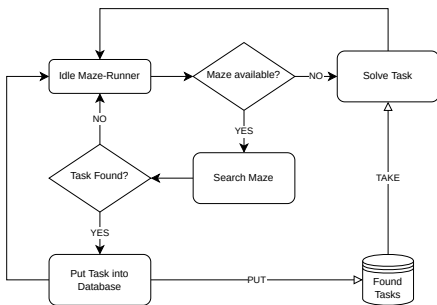 Idle Maze-Runner
Maze available?
NO
Solve Task
NO
YES
Task Found?
Search Maze
TAKE
YES
Put Task into
Database
PUT
Found
Tasks